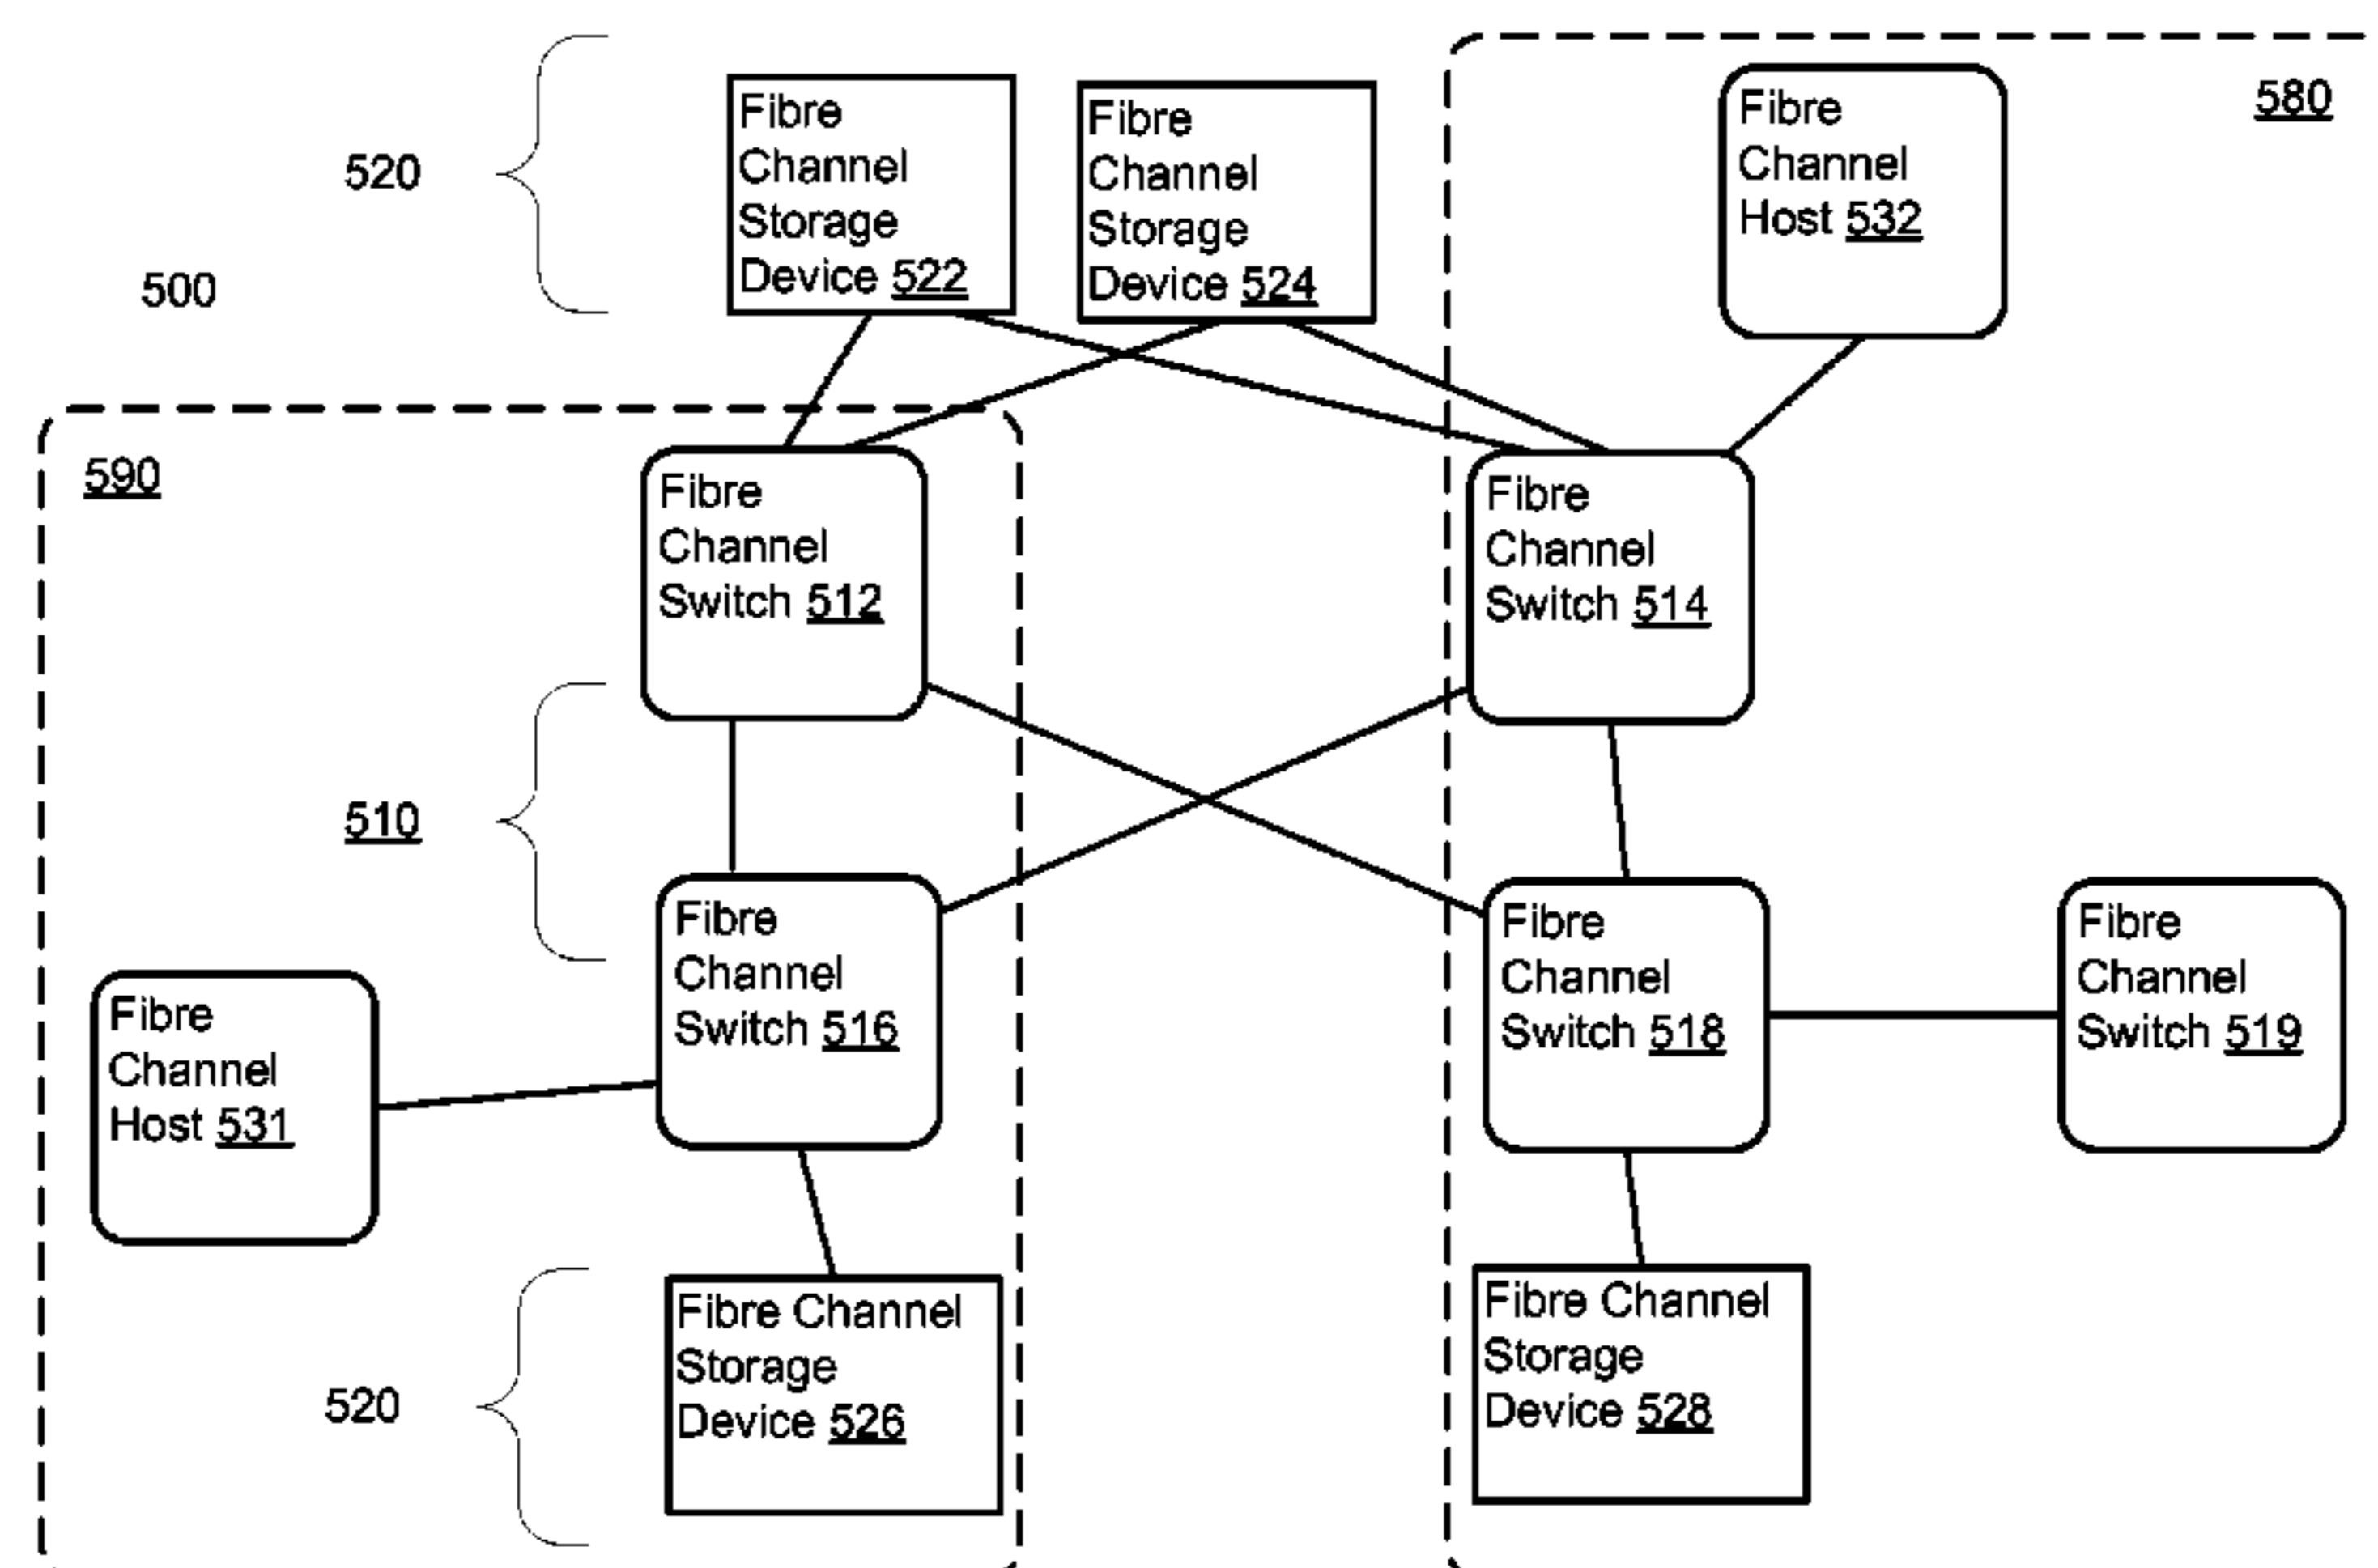 520
500
Fibre
Channel
Storage
Device 522
Fibre
Channel
Storage
Device 524
Fibre
Channel
Host 532
580
590
Fibre
Channel
Switch 512
Fibre
Channel
Switch 514
510
Fibre
Channel
Switch 516
Fibre
Channel
Switch 518
Fibre
Channel
Switch 519
Fibre
Channel
Host 531
520
Fibre Channel
Storage
Device 526
Fibre Channel
Storage
Device 528